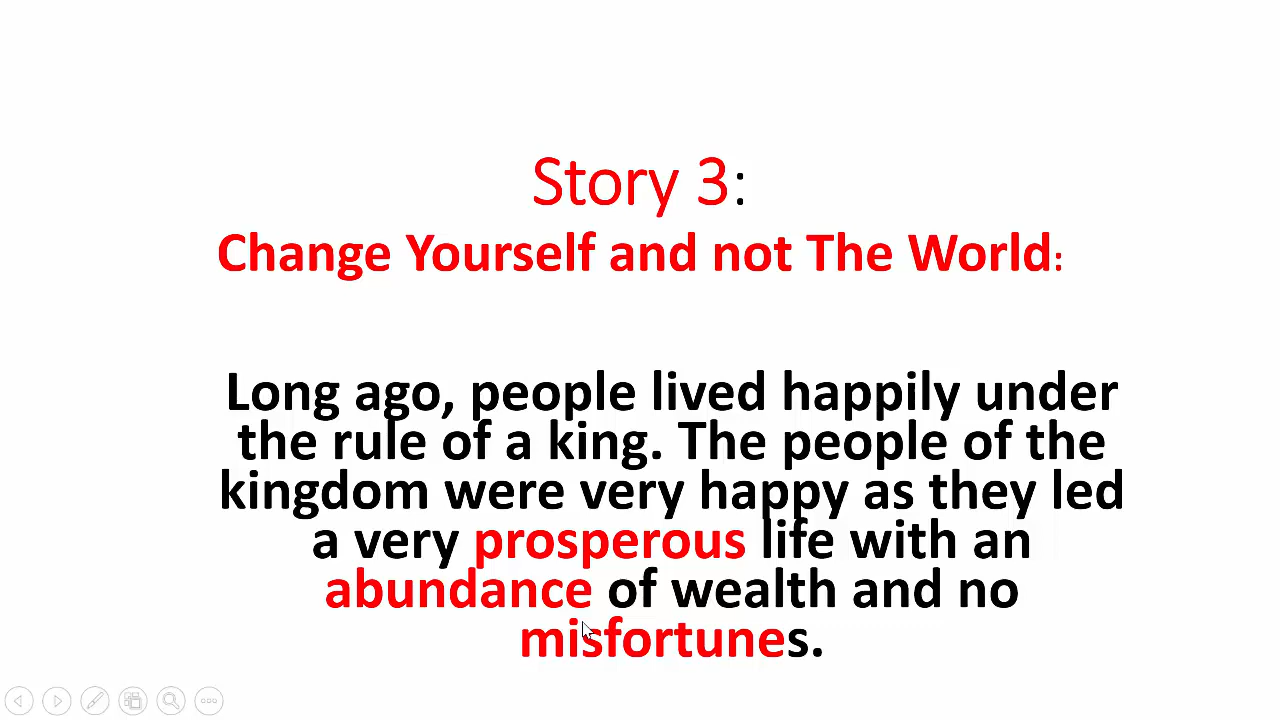 Story 3:
Change Yourself and not The World:
Long ago, people lived happily under
the rule of a king. The people of the
kingdom were very happy as they led
a very prosperous life with an
abundance of wealth and no
misfortunes.